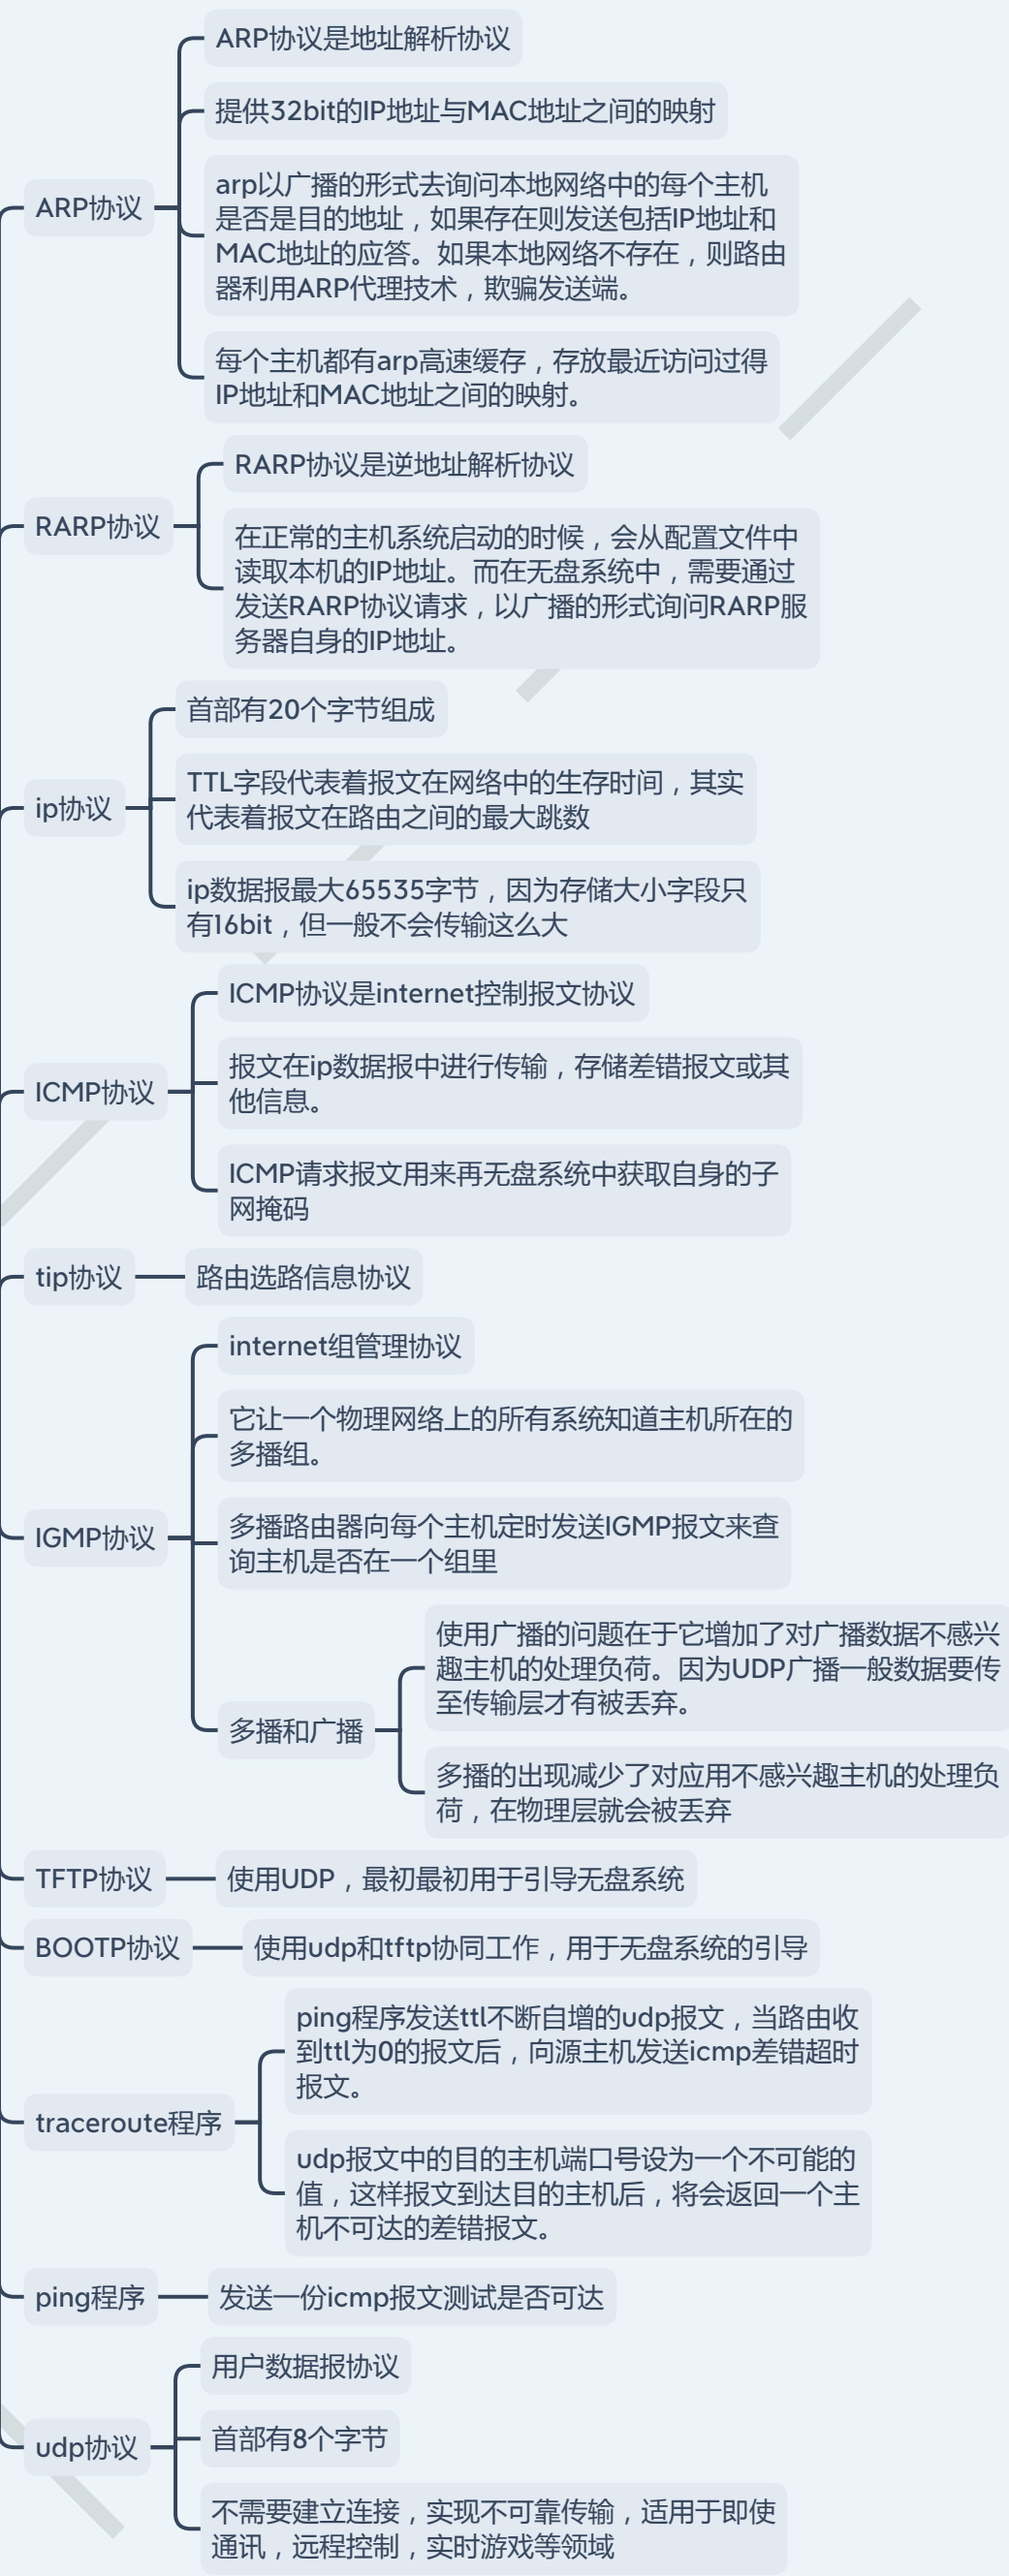 ARP协议
ARP协议是地址解析协议
提供32bit的IP地址与MAC地址之间的映射
arp以广播的形式去询问本地网络中的每个主机
是否是目的地址，如果存在则发送包括IP地址和
MAC地址的应答。如果本地网络不存在，则路由
器利用ARP代理技术，欺骗发送端。
每个主机都有arp高速缓存，存放最近访问过得
IP地址和MAC地址之间的映射。
RARP协议
RARP协议是逆地址解析协议
在正常的主机系统启动的时候，会从配置文件中
读取本机的IP地址。而在无盘系统中，需要通过
发送RARP协议请求，以广播的形式询问RARP服
务器自身的IP地址。
ip协议
首部有20个字节组成
TTL字段代表着报文在网络中的生存时间，其实
代表着报文在路由之间的最大跳数
ip数据报最大65535字节，因为存储大小字段只
有16bit，但一般不会传输这么大
ICMP协议
ICMP协议是internet控制报文协议
报文在ip数据报中进行传输，存储差错报文或其
他信息。
ICMP请求报文用来再无盘系统中获取自身的子
网掩码
tip协议
路由选路信息协议
IGMP协议
internet组管理协议
它让一个物理网络上的所有系统知道主机所在的
多播组。
多播路由器向每个主机定时发送IGMP报文来查
询主机是否在一个组里
多播和广播
使用广播的问题在于它增加了对广播数据不感兴
趣主机的处理负荷。因为UDP广播一般数据要传
至传输层才有被丢弃。
多播的出现减少了对应用不感兴趣主机的处理负
荷，在物理层就会被丢弃
TFTP协议
使用UDP，最初最初用于引导无盘系统
BOOTP协议
使用udp和tftp协同工作，用于无盘系统的引导
traceroute程序
ping程序发送ttl不断自增的udp报文，当路由收
到ttl为0的报文后，向源主机发送icmp差错超时
报文。
udp报文中的目的主机端口号设为一个不可能的
值，这样报文到达目的主机后，将会返回一个主
机不可达的差错报文。
ping程序
发送一份icmp报文测试是否可达
udp协议
用户数据报协议
首部有8个字节
不需要建立连接，实现不可靠传输，适用于即使
通讯，远程控制，实时游戏等领域